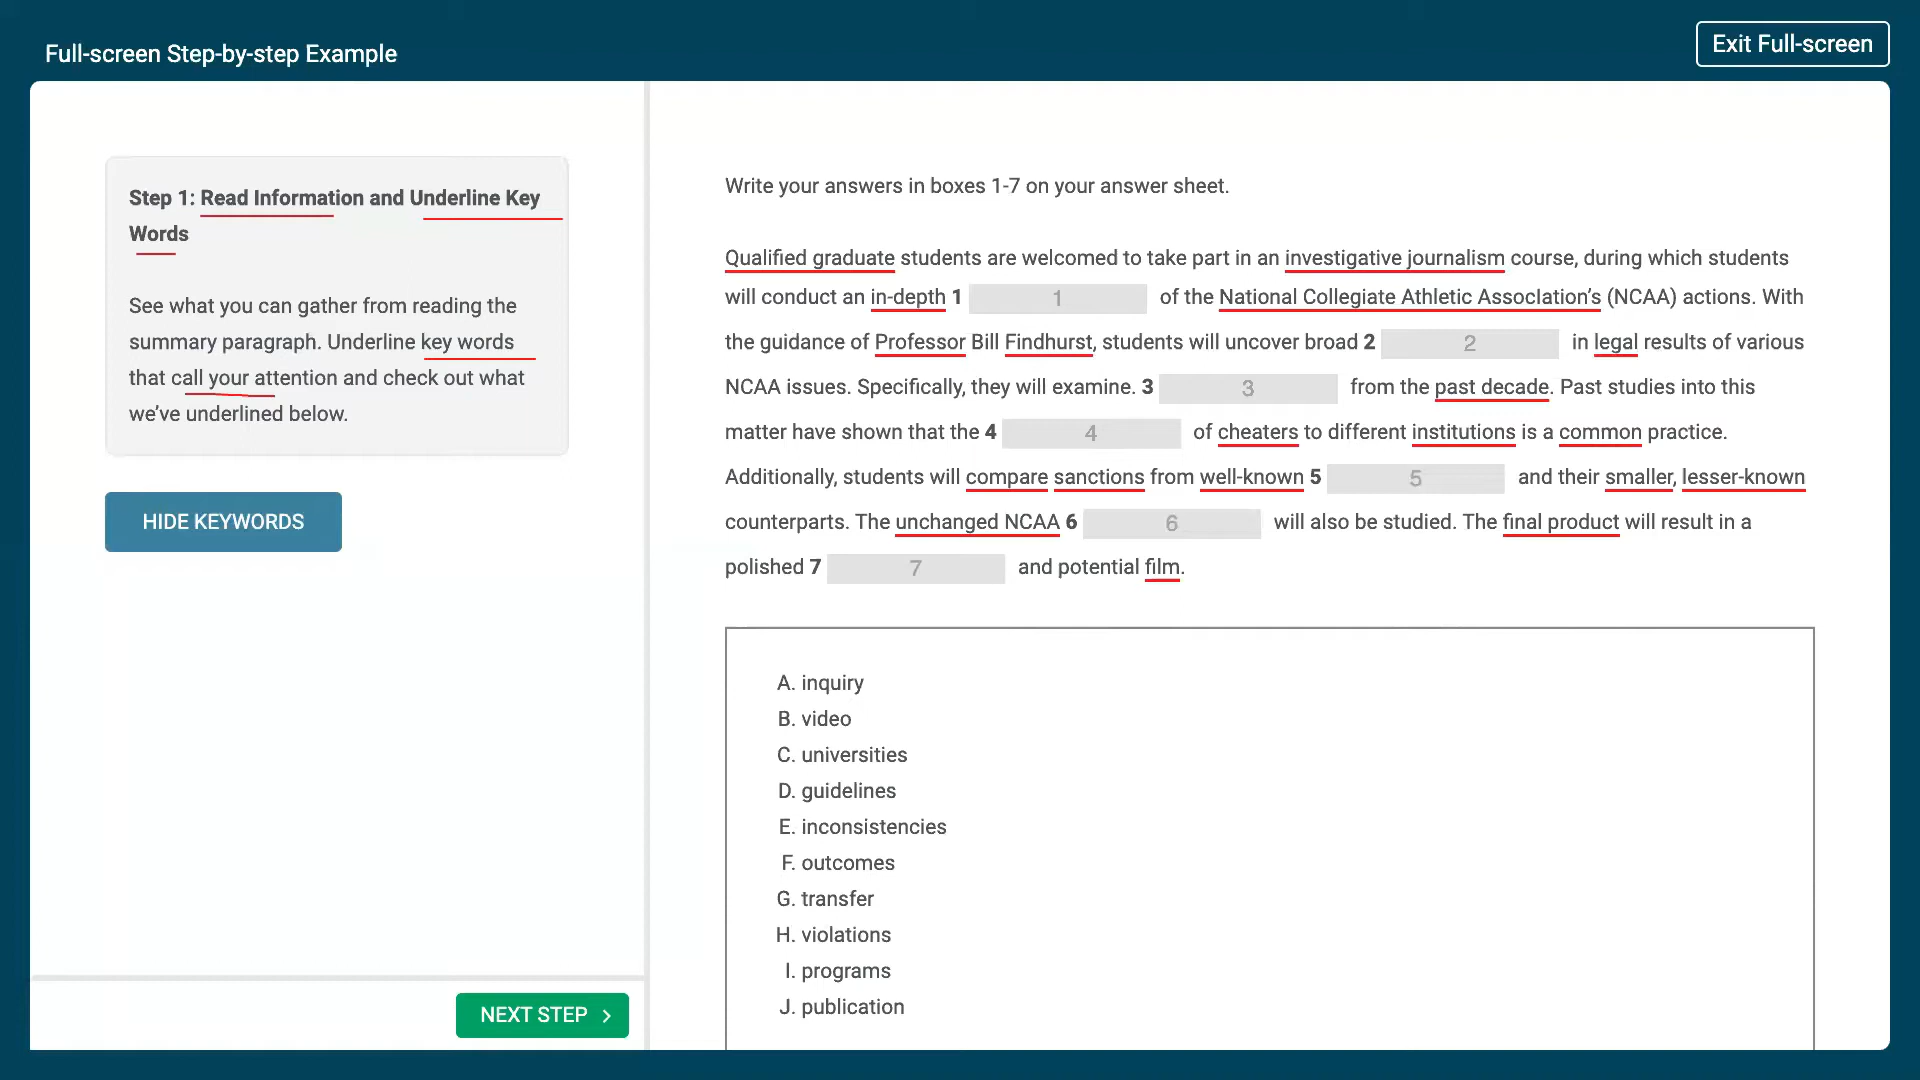 Full-screen Step-by-step Example
Exit Full-screen
Step 1: Read Information and Underline Key
Words
See what you can gather from reading the
summary paragraph. Underline key words
that call your attention and check out what
we've underlined below.
HIDE KEYWORDS
NEXT STEP >
Write your answers in boxes 1-7 on your answer sheet.
Qualified graduate students are welcomed to take part in an investigative journalism course, during which students
will conduct an in-depth 1 1 of the National Collegiate Athletic AssocIation's (NCAA) actions. With
the guidance of Professor Bill Findhurst, students will uncover broad 2 2 in legal results of various
NCAA issues. Specifically, they will examine. 3 3 from the past decade. Past studies into this
matter have shown that the 4 4 of cheaters to different institutions is a common practice.
Additionally, students will compare sanctions from well-known 5 5 and their smaller, lesser-known
counterparts. The unchanged NCAA 6 6 will also be studied. The final product will result in a
polished 7 7 and potential film.
A. inquiry
B. video
C. universities
D. guidelines
E. inconsistencies
F. outcomes
G. transfer
H. violations
I. programs
J. publication